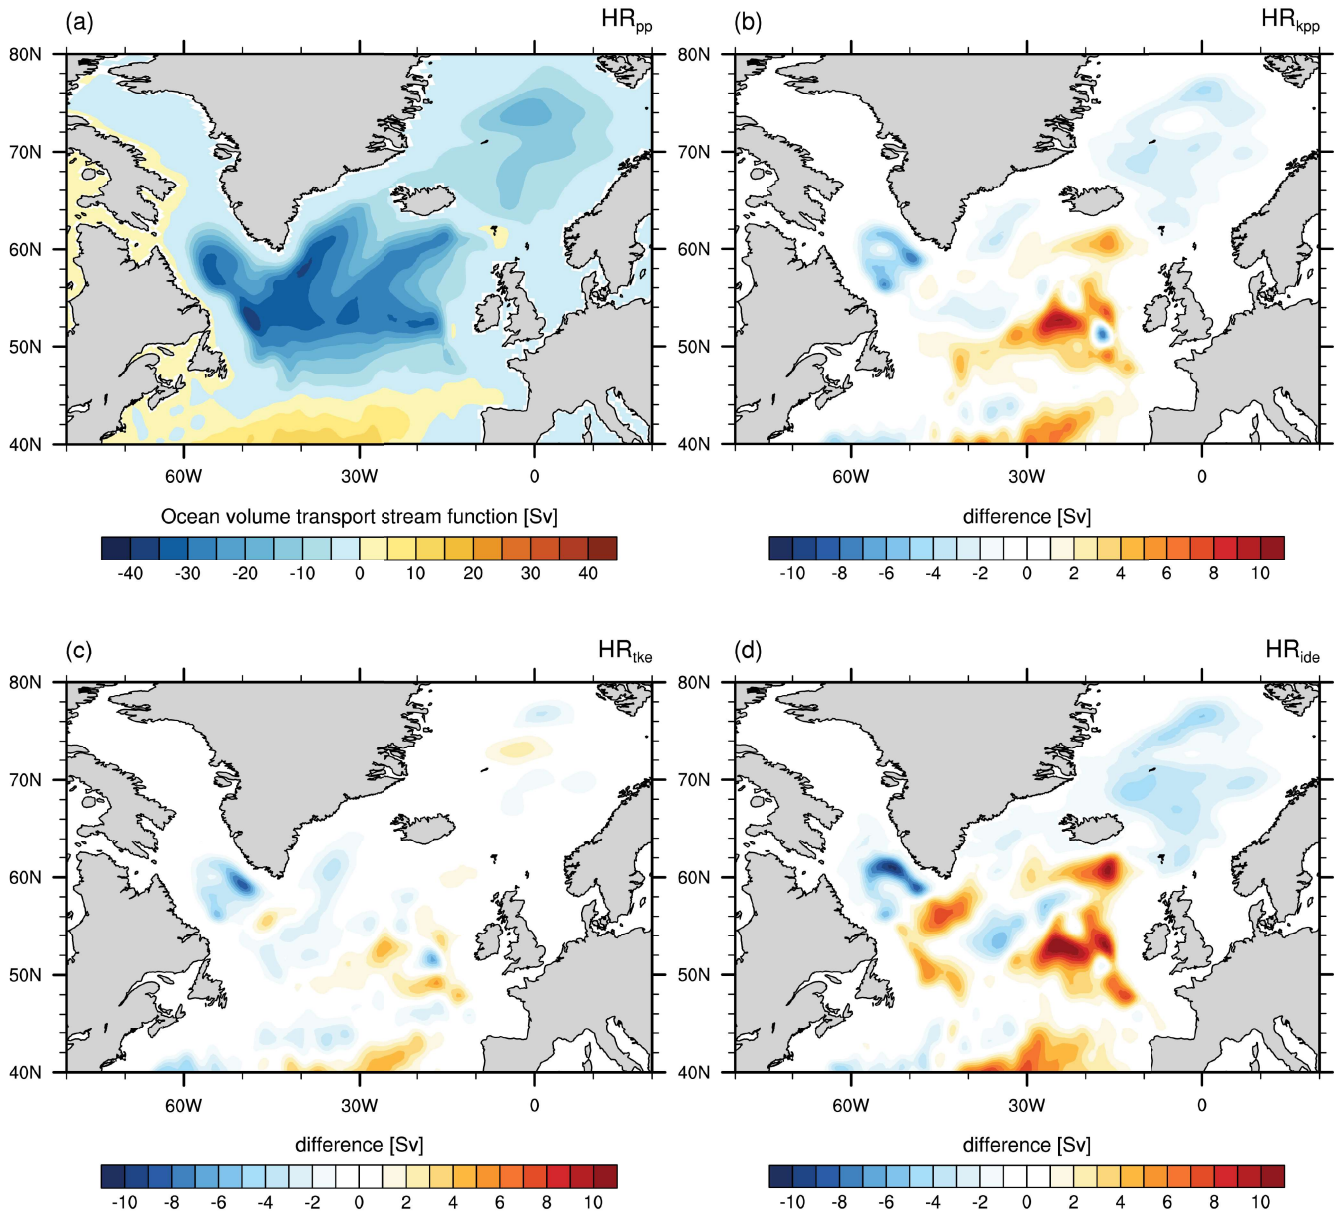 (a) HR_pp
80N
70N
60N
50N
40N
60W 30W 0
Ocean volume transport stream function [Sv]
-40 -30 -20 -10 0 10 20 30 40
(b) HR_kpp
80N
70N
60N
50N
40N
60W 30W 0
difference [Sv]
-10 -8 -6 -4 -2 0 2 4 6 8 10
(c) HR_tke
80N
70N
60N
50N
40N
60W 30W 0
difference [Sv]
-10 -8 -6 -4 -2 0 2 4 6 8 10
(d) HR_ide
80N
70N
60N
50N
40N
60W 30W 0
difference [Sv]
-10 -8 -6 -4 -2 0 2 4 6 8 10